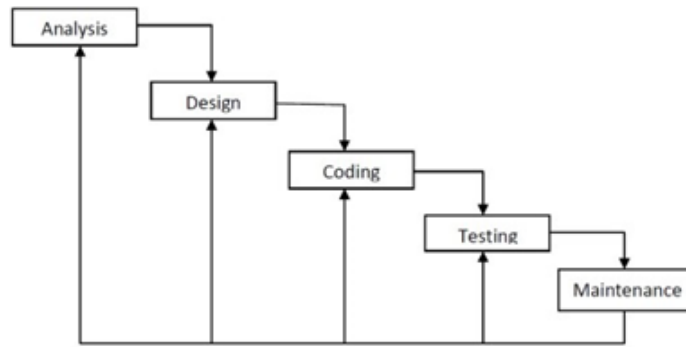 Analysis
Design
Coding
Testing
Maintenance